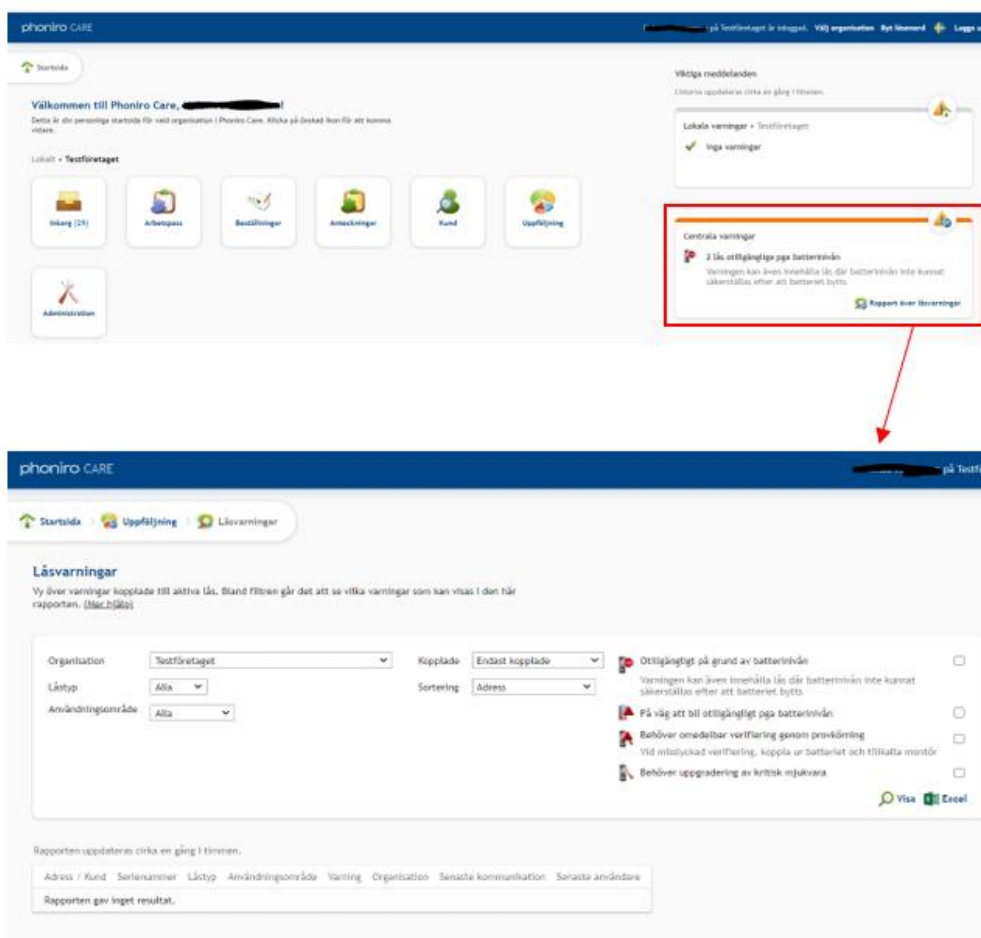 phoniro CARE
på Testföretaget är inloggad. Välj organisation Byt lösenord Logga u
Startsida
Välkommen till Phoniro Care, !
Detta är din personliga startsida för vald organisation i Phoniro Care. Klicka på önskad ikon för att komma
vidare.
Lokalt • Testföretaget
Inkorg (29)
Arbetspass
Beställningar
Anteckningar
Kund
Uppföljning
Administration
Viktiga meddelanden
Listorna uppdateras cirka en gång i timmen.
Lokala varningar • Testföretaget
Inga varningar
Centrala varningar
2 lås otillgängliga pga batterinivån
Varningen kan även innehålla lås där batterinivån inte kunnat
säkerställas efter att batteriet bytts
Rapport över låsvarningar
phoniro CARE
på Testf
Startsida Uppföljning Låsvarningar
Låsvarningar
Vy över varningar kopplade till aktiva lås. Bland filtren går det att se vilka varningar som kan visas i den här
rapporten. (Mer hjälp)
Organisation Testföretaget
Kopplade Endast kopplade
Låstyp Alla
Sortering Adress
Användningsområde Alla
Otillgängligt på grund av batterinivån
Varningen kan även innehålla lås där batterinivån inte kunnat
säkerställas efter att batteriet bytts
På väg att bli otillgängligt pga batterinivån
Behöver omedelbar verifiering genom provkörning
Vid misslyckad verifiering, koppla ur batteriet och tillkalla montör
Behöver uppgradering av kritisk mjukvara
Visa Excel
Rapporten uppdateras cirka en gång i timmen.
Adress / Kund Serienummer Låstyp Användningsområde Varning Organisation Senaste kommunikation Senaste användare
Rapporten gav inget resultat.